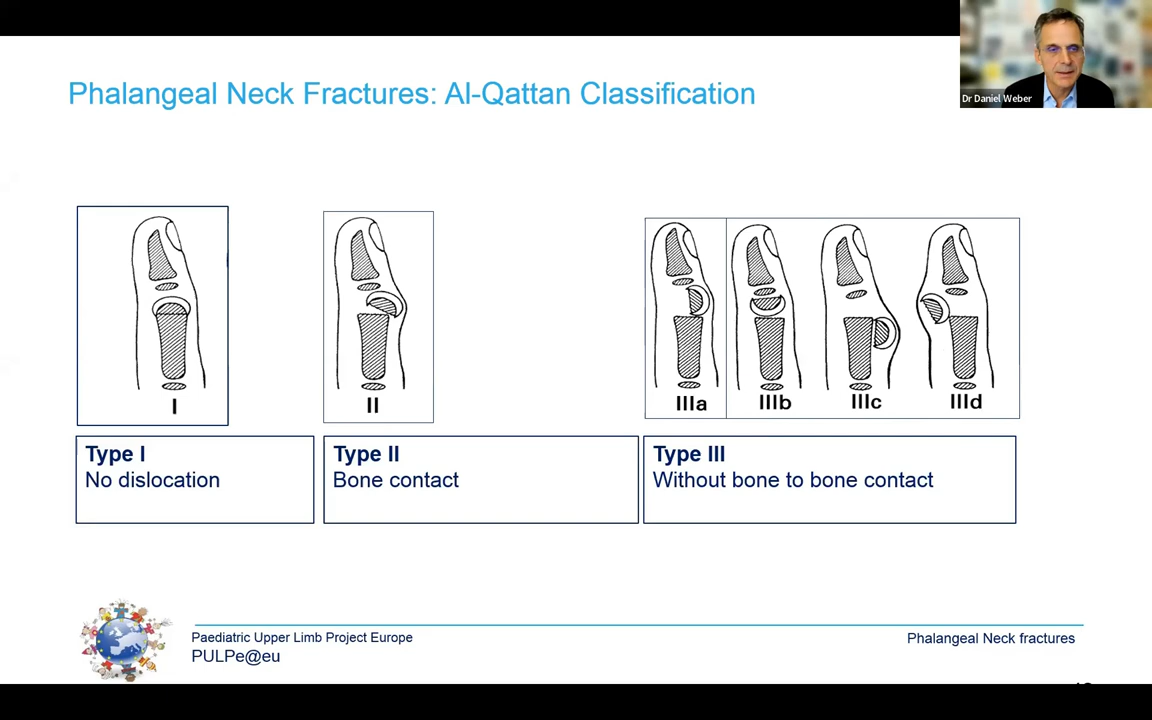 Dr Daniel Weber
Phalangeal Neck Fractures: Al-Qattan Classification
I
II
IIIa
IIIb
IIIc
IIId
Type I
No dislocation
Type II
Bone contact
Type III
Without bone to bone contact
Paediatric Upper Limb Project Europe
PULPe@eu
Phalangeal Neck fractures